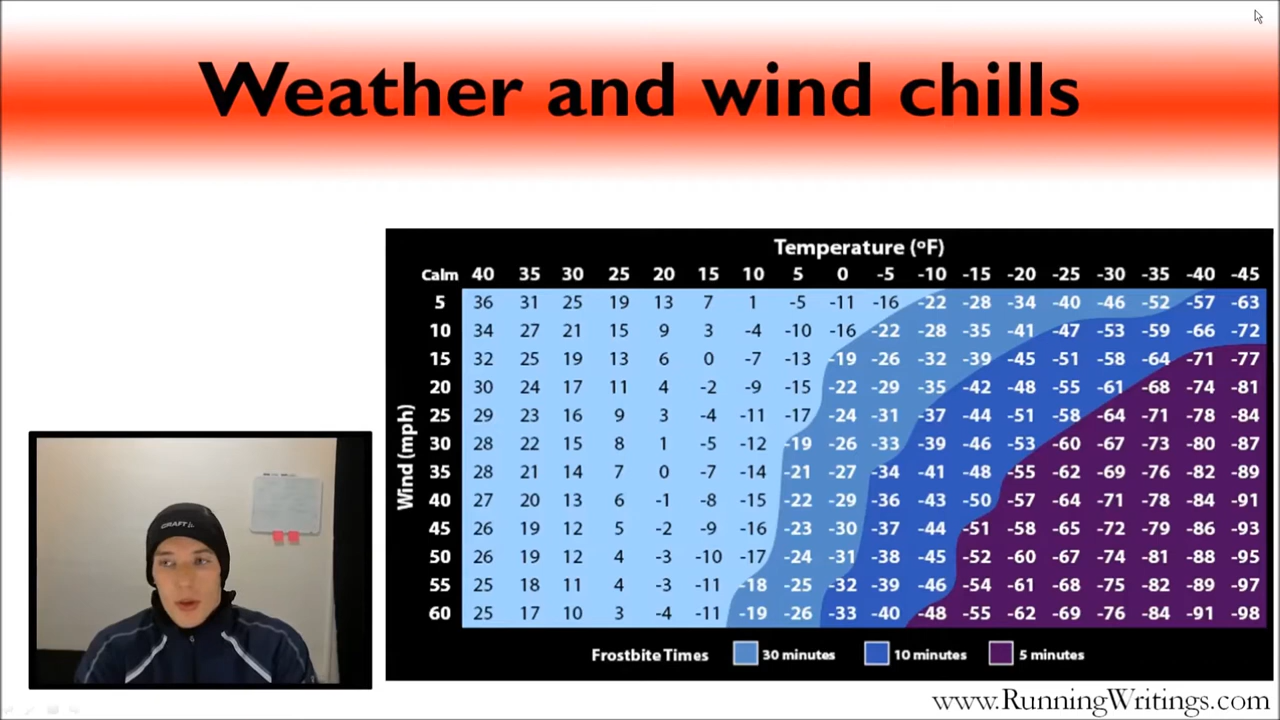 Weather and wind chills
Temperature (ºF)
Calm 40 35 30 25 20 15 10 5 0 -5 -10 -15 -20 -25 -30 -35 -40 -45
5 36 31 25 19 13 7 1 -5 -11 -16 -22 -28 -34 -40 -46 -52 -57 -63
10 34 27 21 15 9 3 -4 -10 -16 -22 -28 -35 -41 -47 -53 -59 -66 -72
15 32 25 19 13 6 0 -7 -13 -19 -26 -32 -39 -45 -51 -58 -64 -71 -77
20 30 24 17 11 4 -2 -9 -15 -22 -29 -35 -42 -48 -55 -61 -68 -74 -81
25 29 23 16 9 3 -4 -11 -17 -24 -31 -37 -44 -51 -58 -64 -71 -78 -84
30 28 22 15 8 1 -5 -12 -19 -26 -33 -39 -46 -53 -60 -67 -73 -80 -87
35 28 21 14 7 0 -7 -14 -21 -27 -34 -41 -48 -55 -62 -69 -76 -82 -89
40 27 20 13 6 -1 -8 -15 -22 -29 -36 -43 -50 -57 -64 -71 -78 -84 -91
45 26 19 12 5 -2 -9 -16 -23 -30 -37 -44 -51 -58 -65 -72 -79 -86 -93
50 26 19 12 4 -3 -10 -17 -24 -31 -38 -45 -52 -60 -67 -74 -81 -88 -95
55 25 18 11 4 -3 -11 -18 -25 -32 -39 -46 -54 -61 -68 -75 -82 -89 -97
60 25 17 10 3 -4 -11 -19 -26 -33 -40 -48 -55 -62 -69 -76 -84 -91 -98
Wind (mph)
Frostbite Times 30 minutes 10 minutes 5 minutes
CRAFT
www.RunningWritings.com